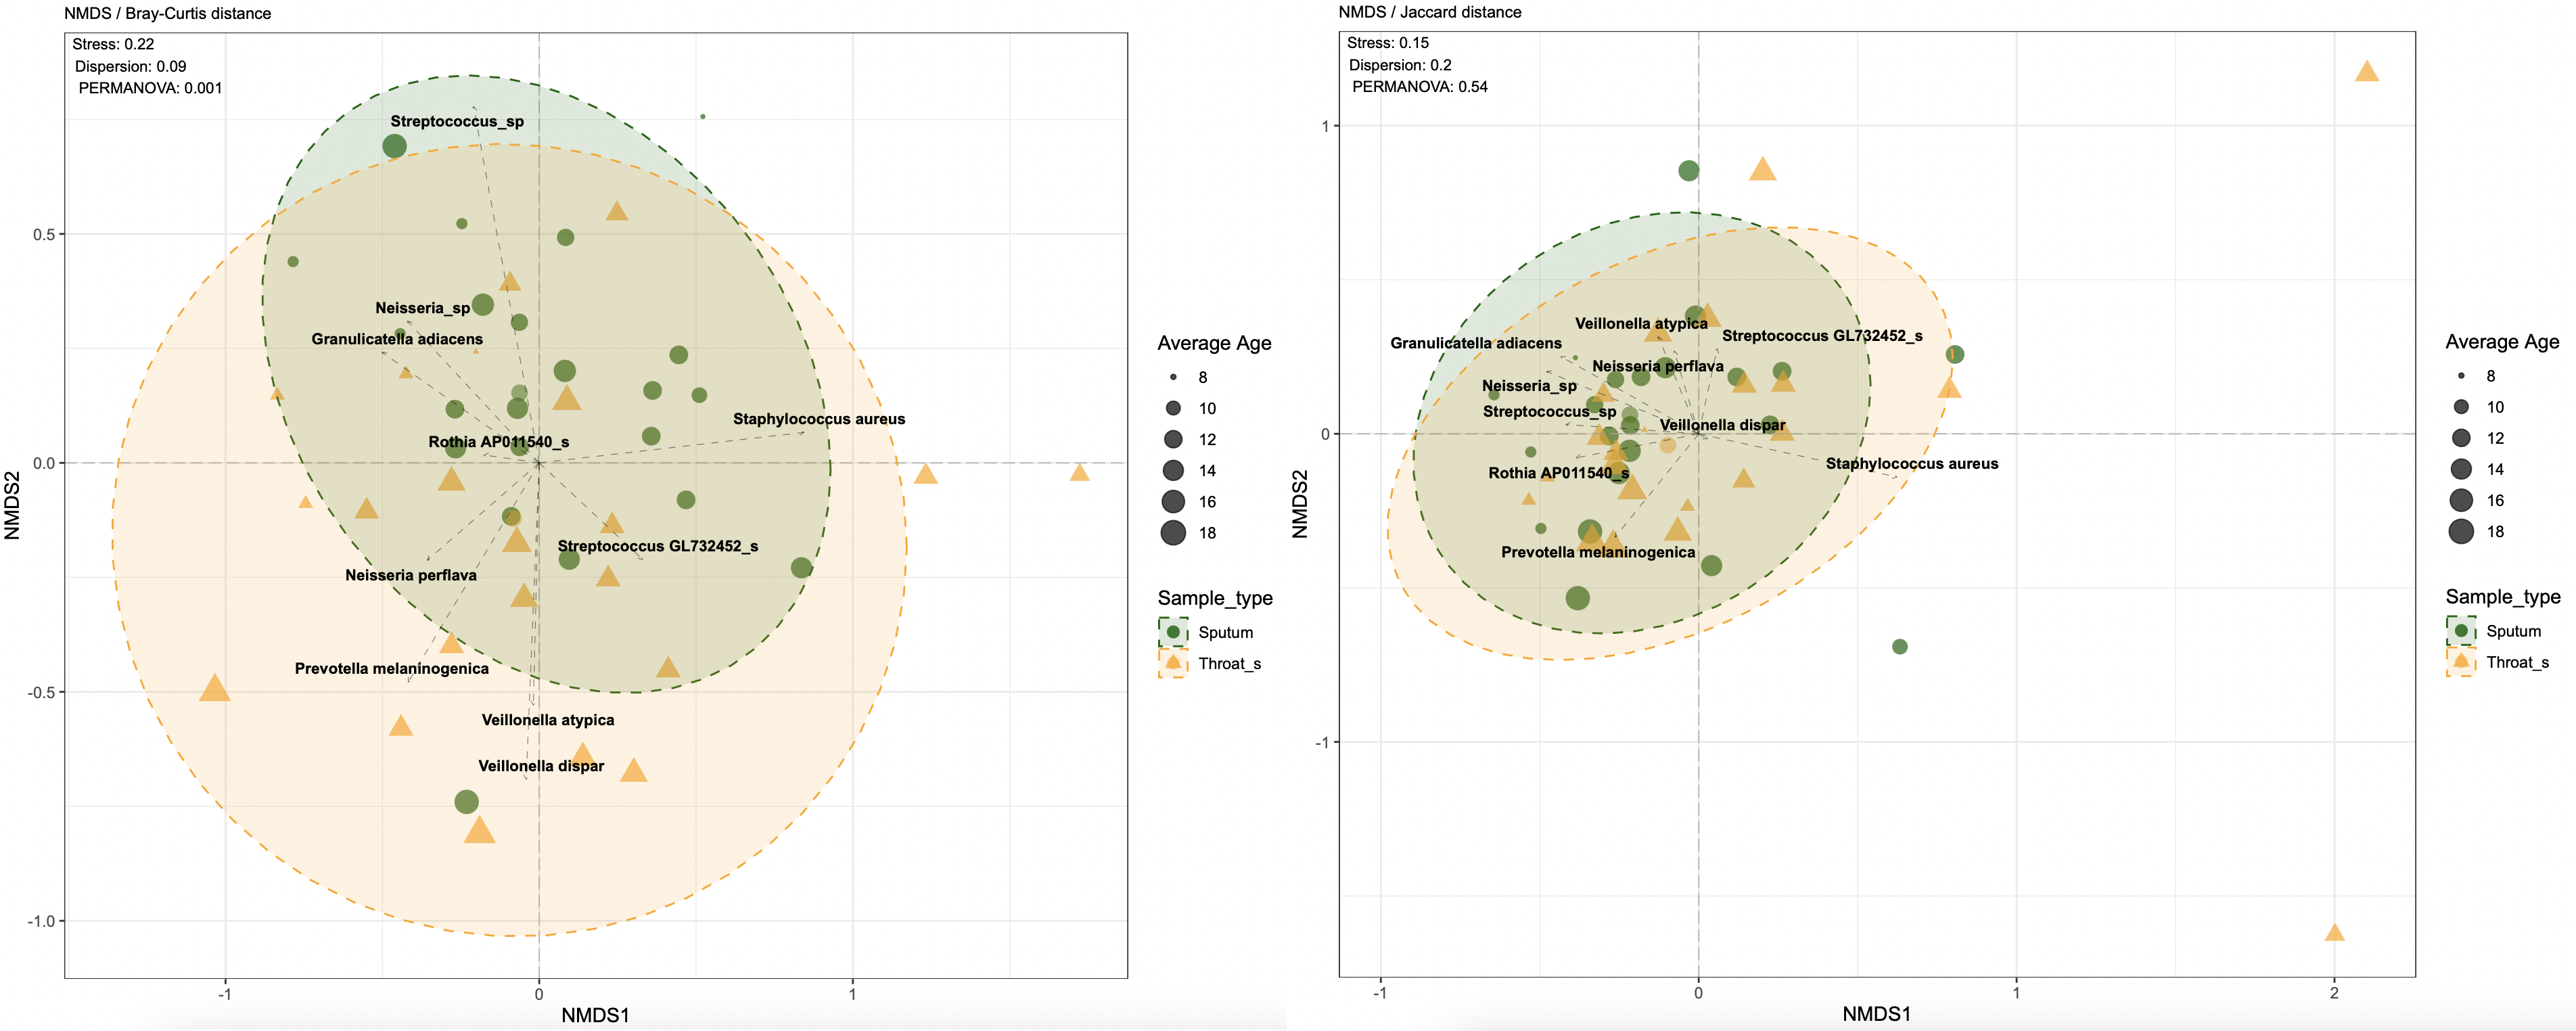 NMDS / Bray-Curtis distance
Stress: 0.22
Dispersion: 0.09
PERMANOVA: 0.001
Streptococcus_sp
Neisseria_sp
Granulicatella adiacens
Staphylococcus aureus
Rothia AP011540_s
Streptococcus GL732452_s
Neisseria perflava
Prevotella melaninogenica
Veillonella atypica
Veillonella dispar
0.5
0.0
-0.5
-1.0
NMDS2
-1
0
1
NMDS1
Average Age
8
10
12
14
16
18
Sample_type
Sputum
Throat_s
NMDS / Jaccard distance
Stress: 0.15
Dispersion: 0.2
PERMANOVA: 0.54
Veillonella atypica
Streptococcus GL732452_s
Granulicatella adiacens
Neisseria perflava
Neisseria_sp
Streptococcus_sp
Veillonella dispar
Staphylococcus aureus
Rothia AP011540_s
Prevotella melaninogenica
1
0
-1
NMDS2
-1
0
1
2
NMDS1
Average Age
8
10
12
14
16
18
Sample_type
Sputum
Throat_s